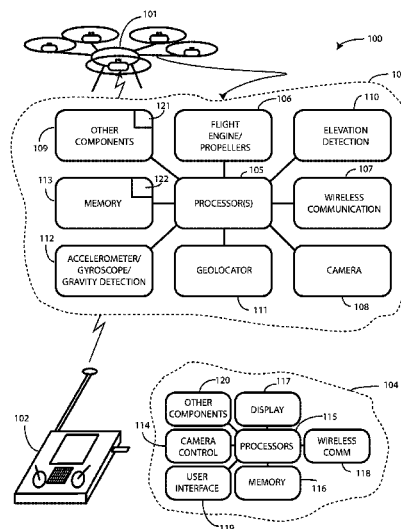 101
100
10
121
106
110
109
OTHER
COMPONENTS
FLIGHT
ENGINE/
PROPELLERS
ELEVATION
DETECTION
113
122
105
107
MEMORY
PROCESSOR(S)
WIRELESS
COMMUNICATION
112
ACCELEROMETER/
GYROSCOPE/
GRAVITY DETECTION
GEOLOCATOR
CAMERA
111
108
120
117
104
102
OTHER
COMPONENTS
DISPLAY
115
114
CAMERA
CONTROL
PROCESSORS
WIRELESS
COMM
118
USER
INTERFACE
MEMORY
116
119